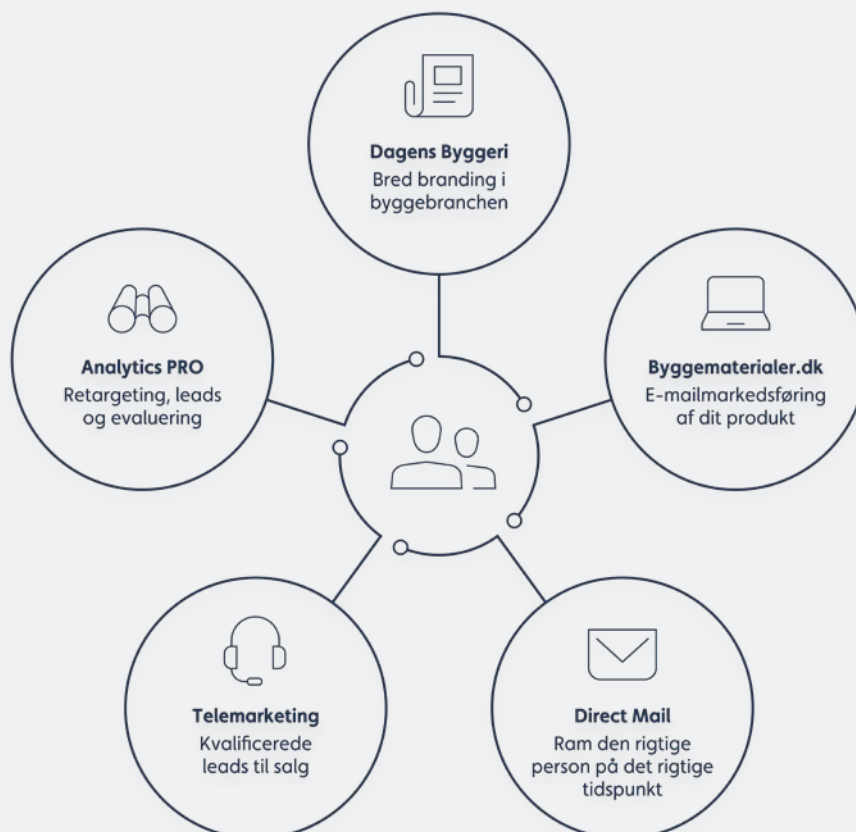 Dagens Byggeri
Bred branding i
byggebranchen
Analytics PRO
Retargeting, leads
og evaluering
Byggematerialer.dk
E-mailmarkedsføring
af dit produkt
Telemarketing
Kvalificerede
leads til salg
Direct Mail
Ram den rigtige
person på det rigtige
tidspunkt